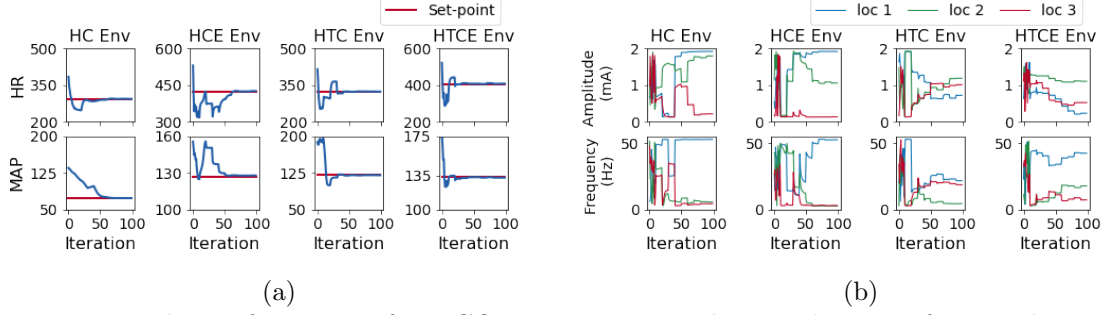 Set-point
HC Env
HCE Env
HTC Env
HTCE Env
HR
500
350
200
600
450
300
500
350
200
600
400
200
MAP
200
125
50
160
130
100
200
125
50
175
135
100
0 50 100
0 50 100
0 50 100
0 50 100
Iteration
Iteration
Iteration
Iteration
(a)
loc 1
loc 2
loc 3
HC Env
HCE Env
HTC Env
HTCE Env
Amplitude
(mA)
2
1
0
2
1
0
2
1
0
2
1
0
Frequency
(Hz)
50
0
50
0
50
0
50
0
0 50 100
0 50 100
0 50 100
0 50 100
Iteration
Iteration
Iteration
Iteration
(b)